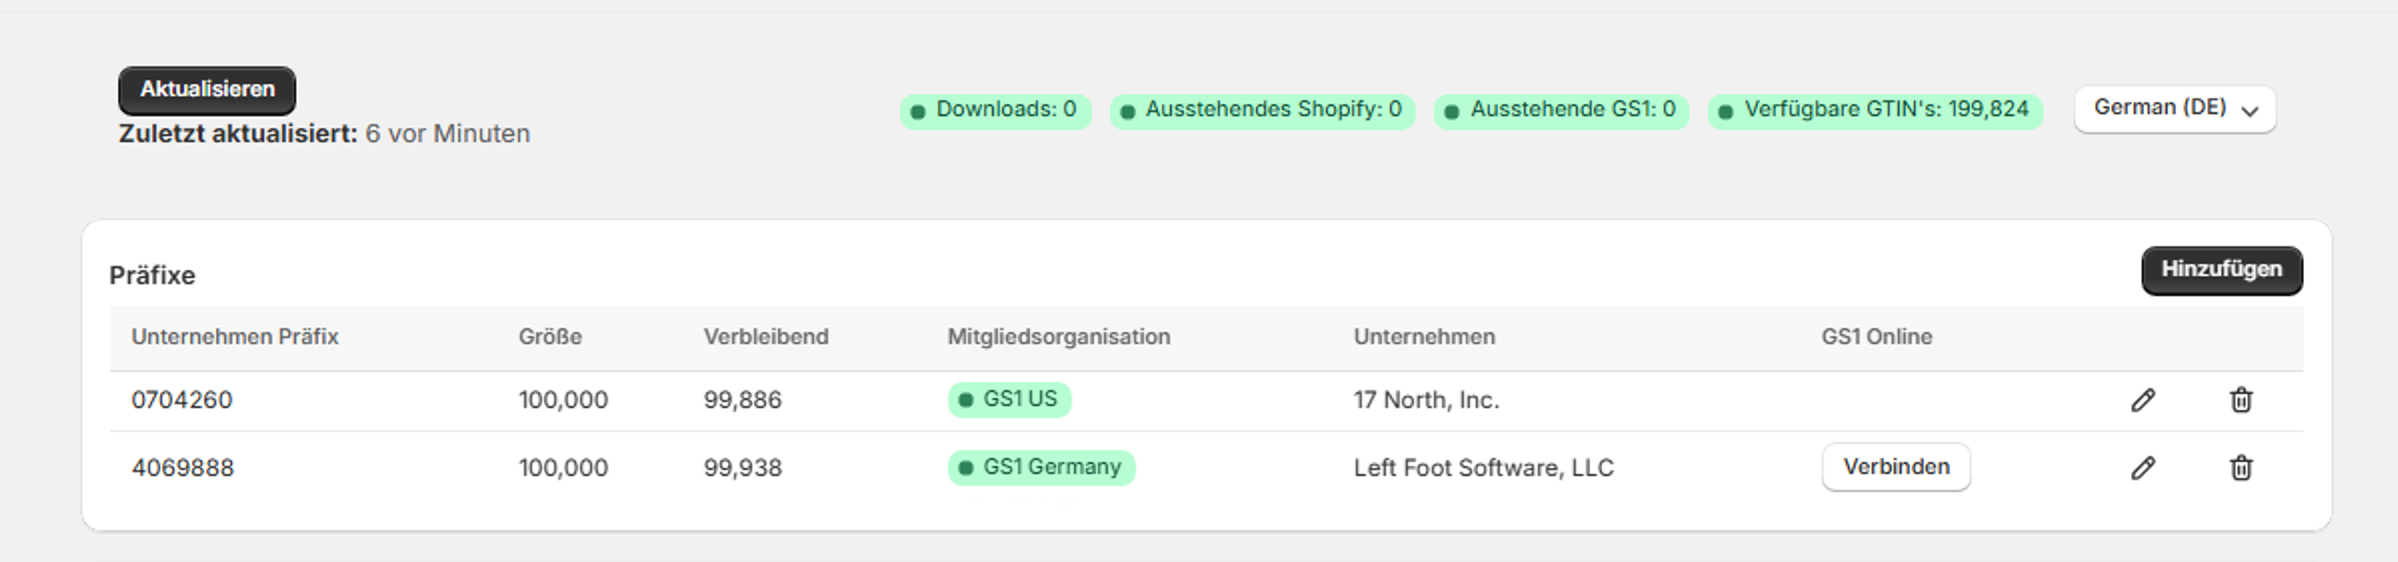 Aktualisieren
Zuletzt aktualisiert: 6 vor Minuten
Downloads: 0 Ausstehendes Shopify: 0 Ausstehende GS1: 0 Verfügbare GTIN's: 199,824 German (DE)
Präfixe
Hinzufügen
Unternehmen Präfix Größe Verbleibend Mitgliedsorganisation Unternehmen GS1 Online
0704260 100,000 99,886 GS1 US 17 North, Inc.
4069888 100,000 99,938 GS1 Germany Left Foot Software, LLC Verbinden